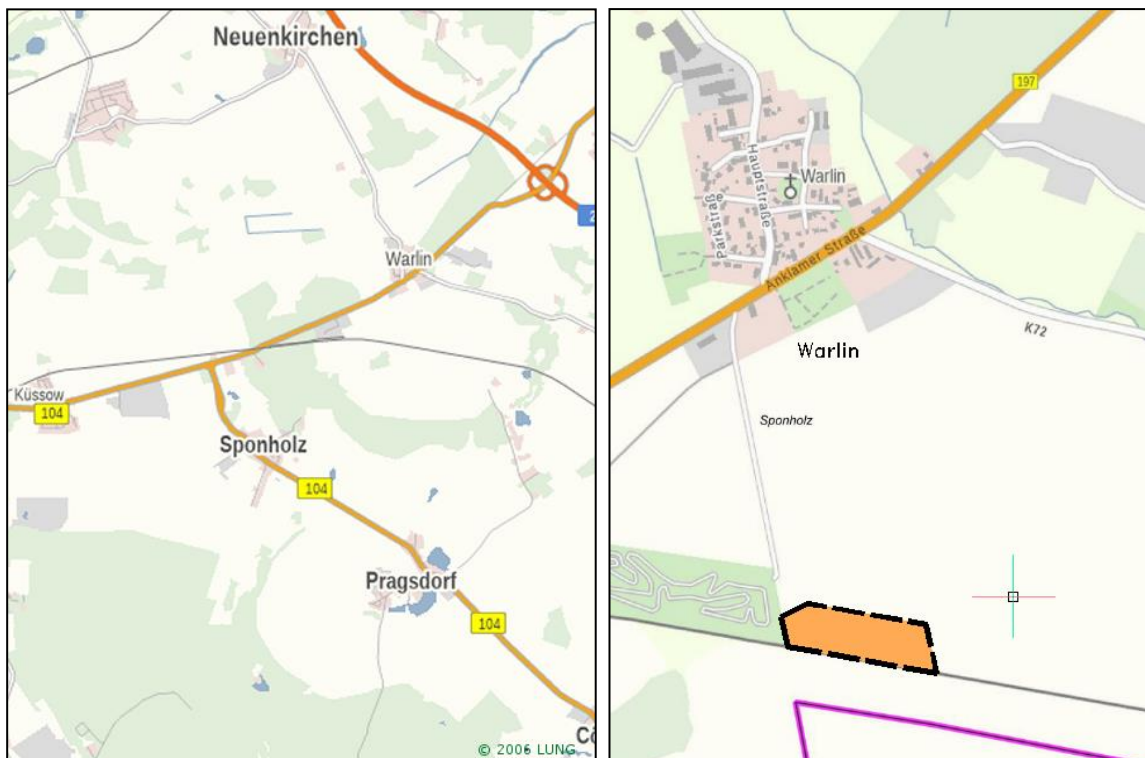 Neuenkirchen
2
Warlin
Küssow
104
Sponholz
104
Pragsdorf
104
© 2006 LUNG
197
Hauptstraße
Warlin
Parkstraße
Anklamer Straße
Warlin
K72
Sponholz